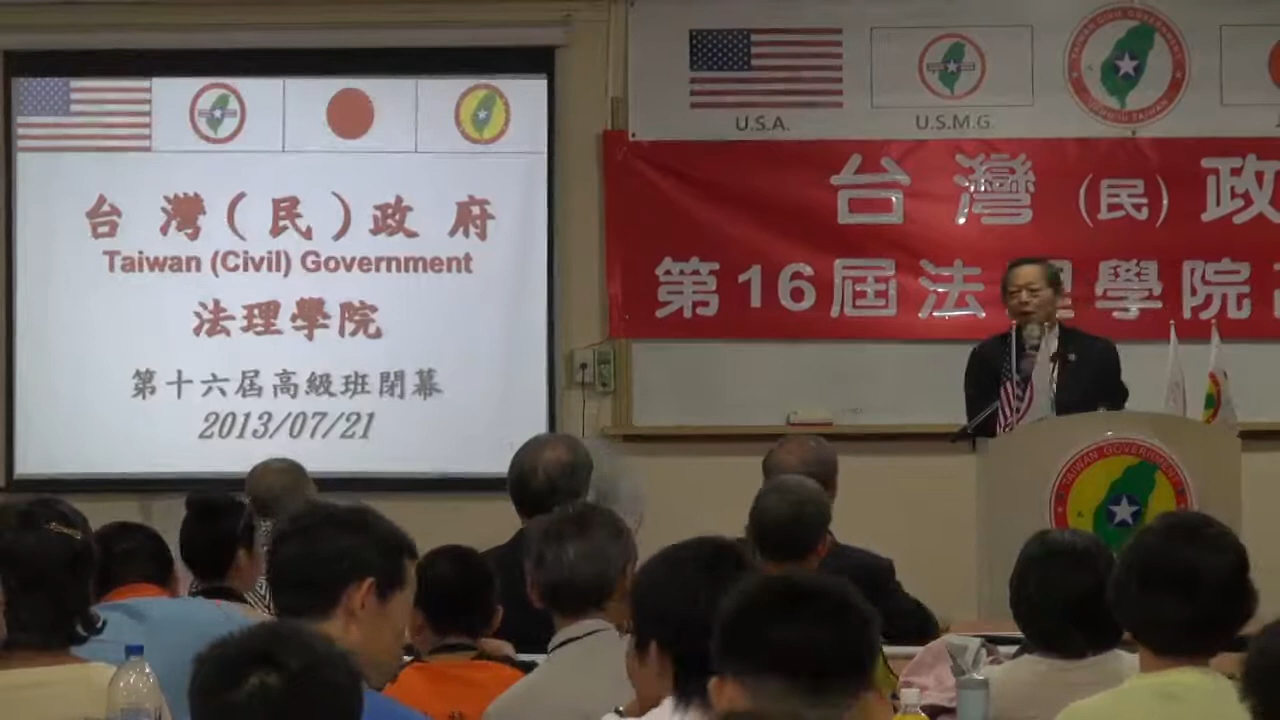 台灣(民)政府
Taiwan (Civil) Government
法理學院
第十六屆高級班閉幕
2013/07/21
U.S.A.
U.S.M.G.
台灣(民)政
第16屆法理學院
TAIWAN GOVERNMENT